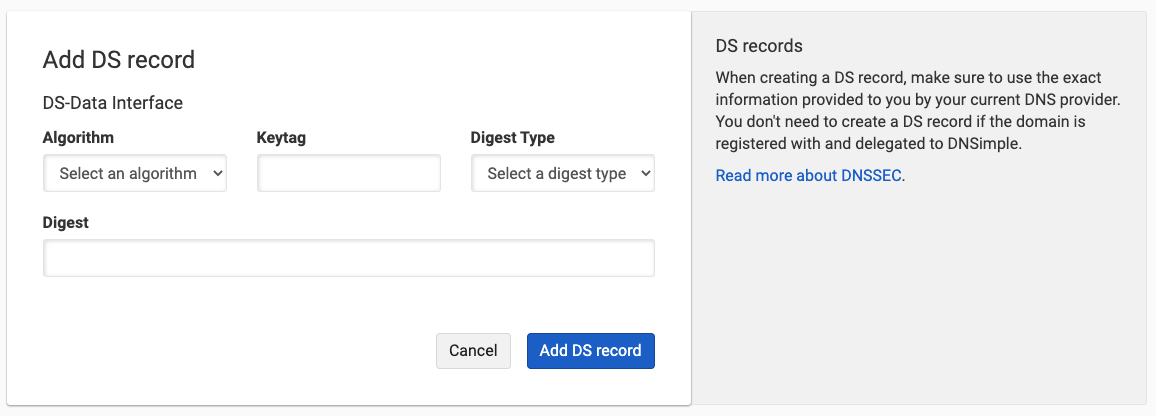 Add DS record
DS-Data Interface
Algorithm
Keytag
Digest Type
Select an algorithm
Select a digest type
Digest
Cancel
Add DS record
DS records
When creating a DS record, make sure to use the exact
information provided to you by your current DNS provider.
You don't need to create a DS record if the domain is
registered with and delegated to DNSimple.
Read more about DNSSEC.